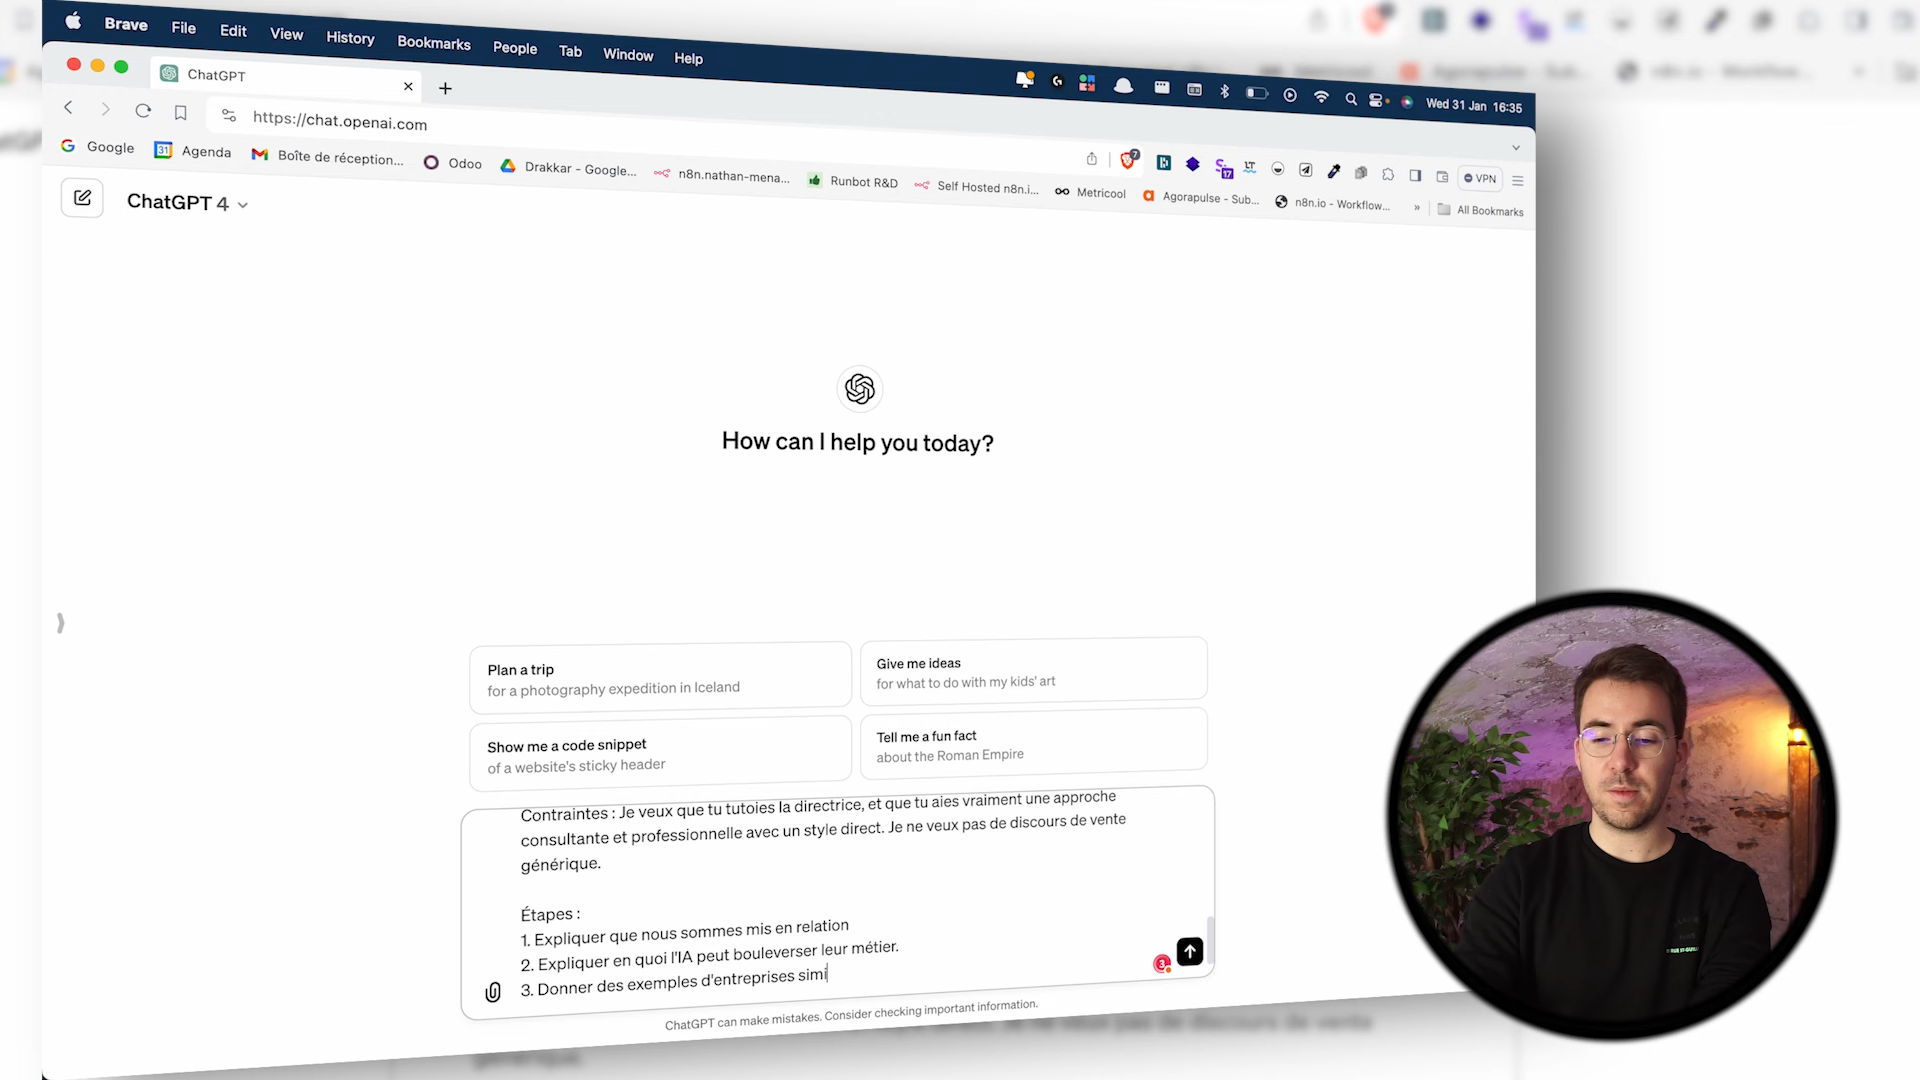 Brave File Edit View History Bookmarks People Tab Window Help
Wed 31 Jan 16:35
ChatGPT
https://chat.openai.com
7
17
VPN
Google
31 Agenda
Boîte de réception...
Odoo
Drakkar - Google...
n8n.nathan-mena...
Runbot R&D
Self Hosted n8n.i...
Metricool
Agorapulse - Sub...
n8n.io - Workflow...
» All Bookmarks
ChatGPT 4
How can I help you today?
Plan a trip
for a photography expedition in Iceland
Give me ideas
for what to do with my kids' art
Show me a code snippet
of a website's sticky header
Tell me a fun fact
about the Roman Empire
Contraintes : Je veux que tu tutoies la directrice, et que tu aies vraiment une approche
consultante et professionnelle avec un style direct. Je ne veux pas de discours de vente
générique.
Étapes :
1. Expliquer que nous sommes mis en relation
2. Expliquer en quoi l'IA peut bouleverser leur métier.
3. Donner des exemples d'entreprises simi
3
ChatGPT can make mistakes. Consider checking important information.